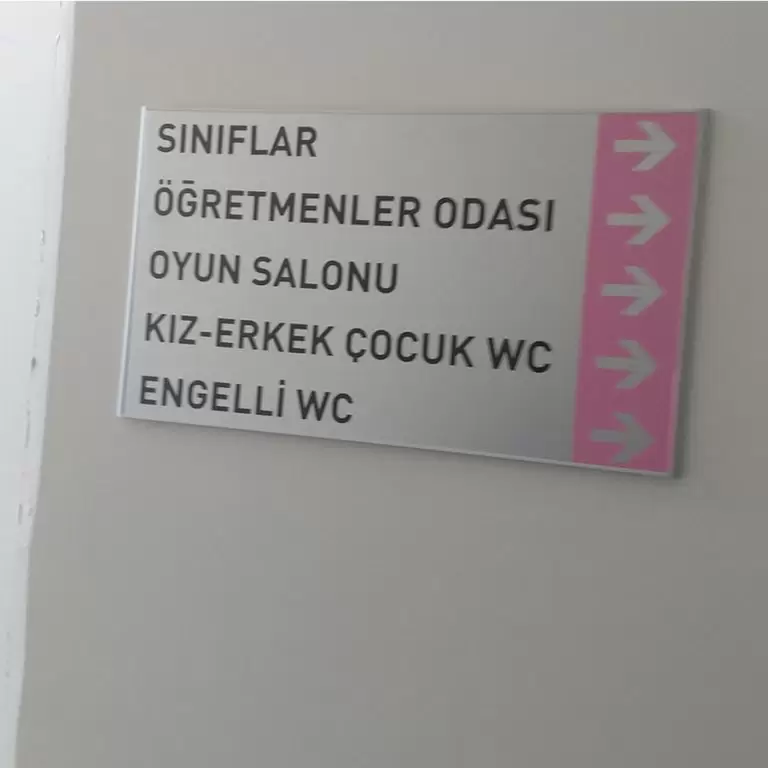 SINIFLAR
ÖĞRETMENLER ODASI
OYUN SALONU
KIZ-ERKEK ÇOCUK WC
ENGELLİ WC